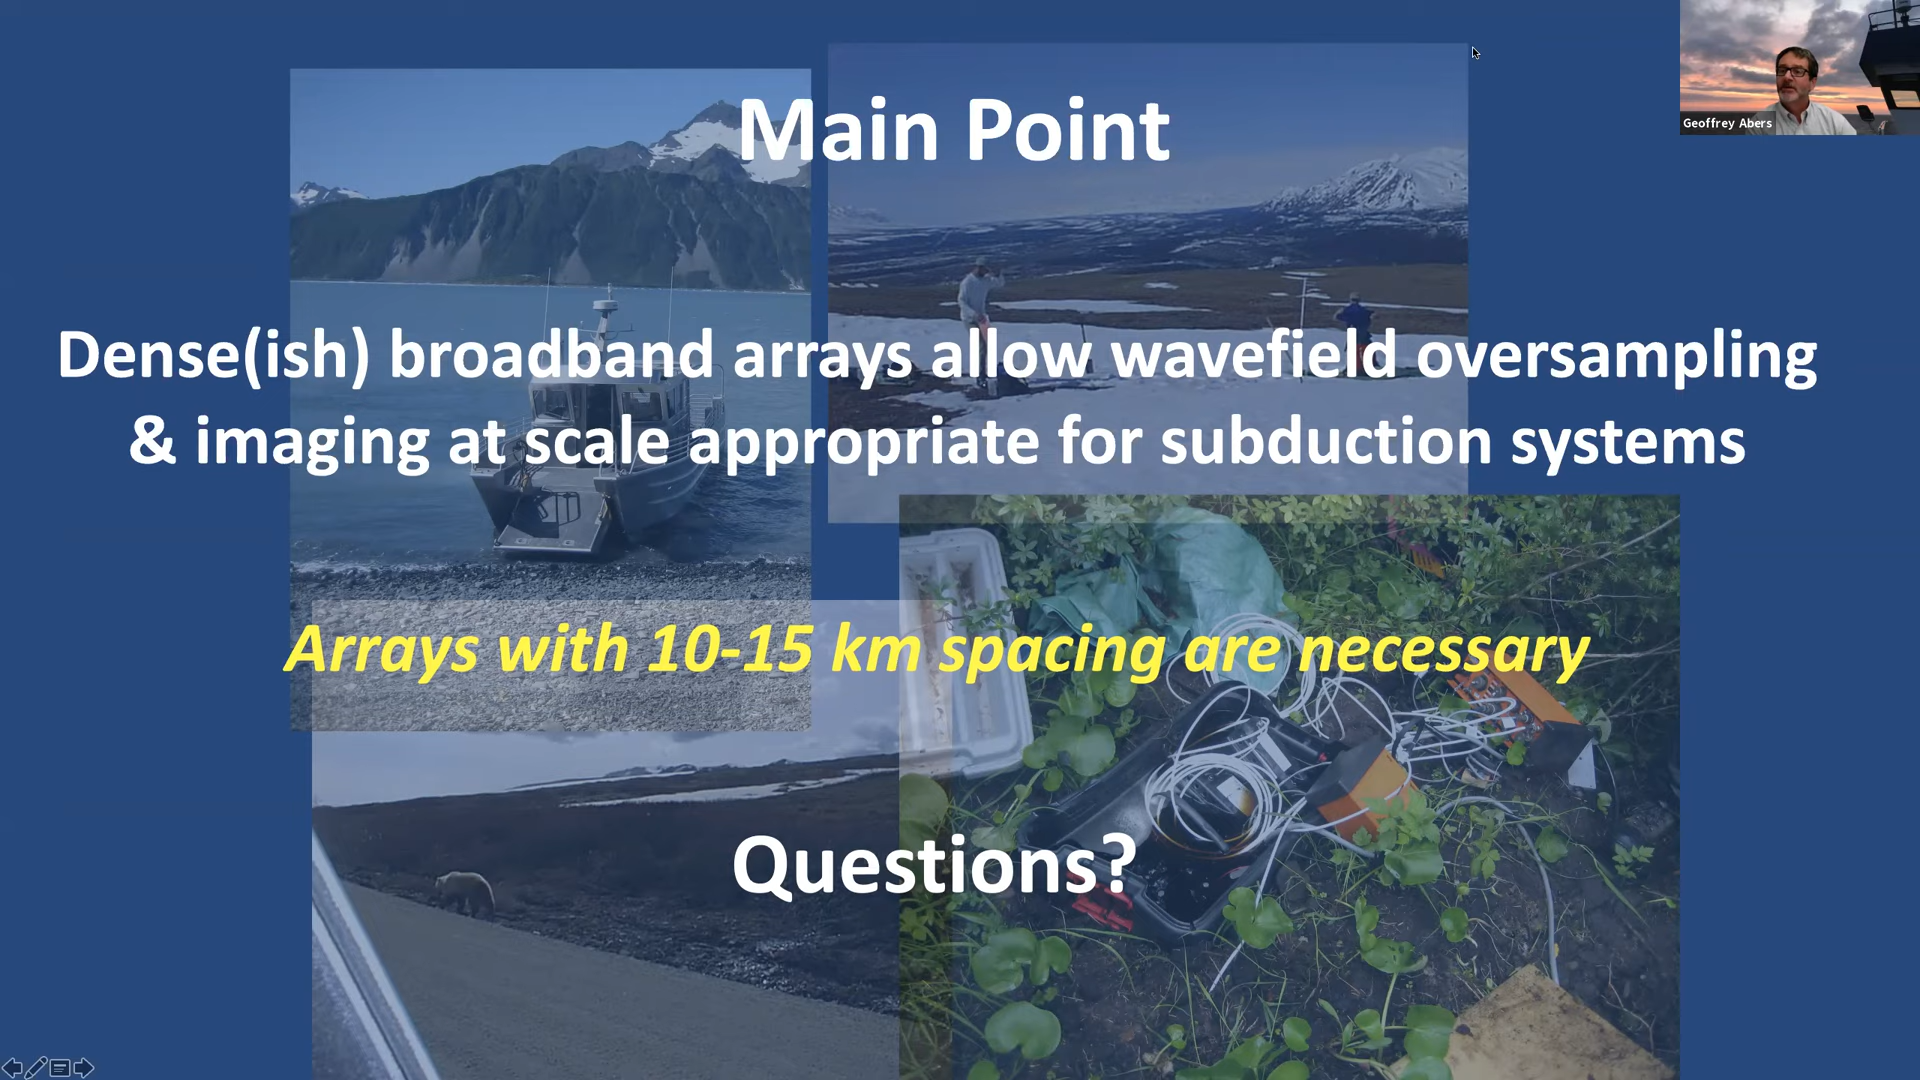 Main Point
Geoffrey Abers
Dense(ish) broadband arrays allow wavefield oversampling
& imaging at scale appropriate for subduction systems
Arrays with 10-15 km spacing are necessary
Questions?